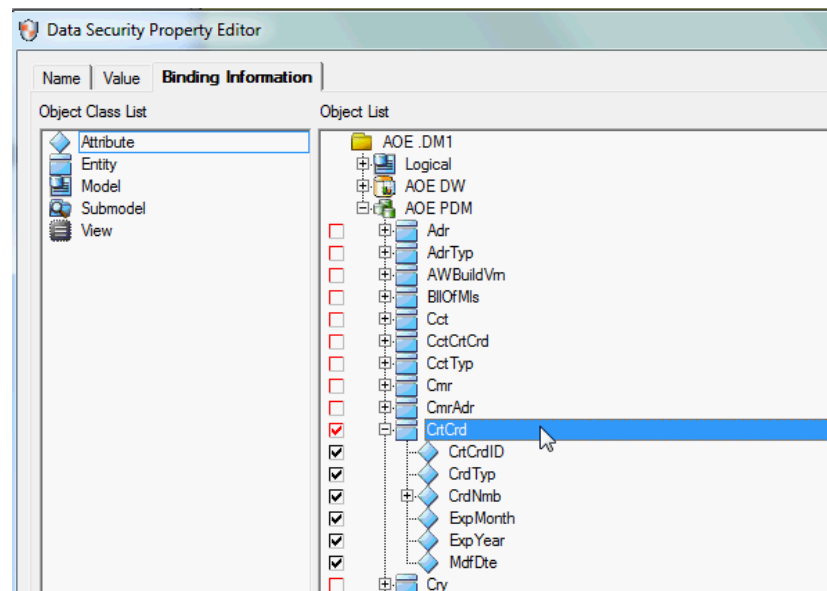 Data Security Property Editor
Name Value Binding Information
Object Class List
Object List
Attribute
Entity
Model
Submodel
View
AOE .DM1
Logical
AOE DW
AOE PDM
Adr
AdrTyp
AWBuildVrn
BllOfMls
Cct
CctCrtCrd
CctTyp
Cmr
CmrAdr
CrtCrd
CrtCrdID
CrdTyp
CrdNmb
ExpMonth
ExpYear
MdfDte
Cry